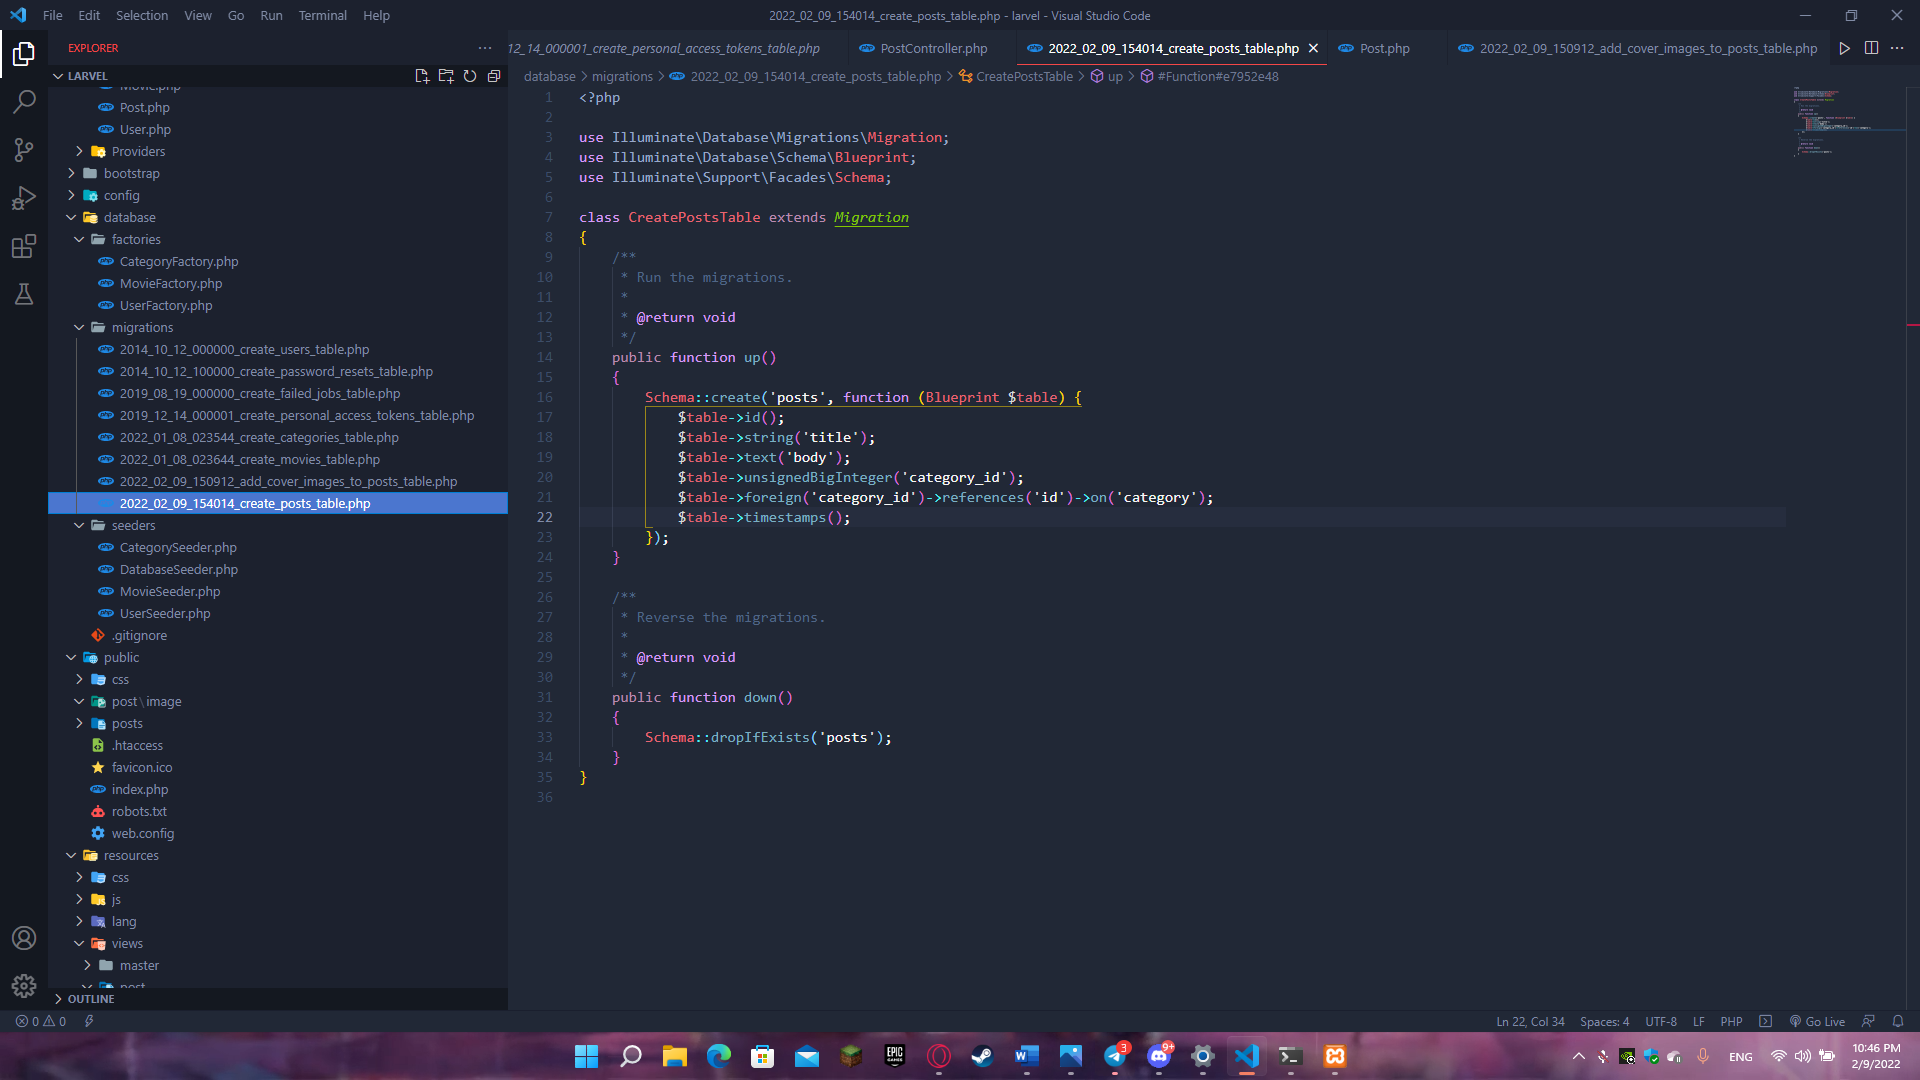 File Edit Selection View Go Run Terminal Help
2022_02_09_154014_create_posts_table.php - larvel - Visual Studio Code
EXPLORER
LARVEL
Movie.php
Post.php
User.php
Providers
bootstrap
config
database
factories
CategoryFactory.php
MovieFactory.php
UserFactory.php
migrations
2014_10_12_000000_create_users_table.php
2014_10_12_100000_create_password_resets_table.php
2019_08_19_000000_create_failed_jobs_table.php
2019_12_14_000001_create_personal_access_tokens_table.php
2022_01_08_023544_create_categories_table.php
2022_01_08_023644_create_movies_table.php
2022_02_09_150912_add_cover_images_to_posts_table.php
2022_02_09_154014_create_posts_table.php
seeders
CategorySeeder.php
DatabaseSeeder.php
MovieSeeder.php
UserSeeder.php
.gitignore
public
css
post\image
posts
.htaccess
favicon.ico
index.php
robots.txt
web.config
resources
css
js
lang
views
master
post
OUTLINE
12_14_000001_create_personal_access_tokens_table.php
PostController.php
2022_02_09_154014_create_posts_table.php
Post.php
2022_02_09_150912_add_cover_images_to_posts_table.php
database > migrations > 2022_02_09_154014_create_posts_table.php > CreatePostsTable > up > #Function#e7952e48
1 <?php
2
3 use Illuminate\Database\Migrations\Migration;
4 use Illuminate\Database\Schema\Blueprint;
5 use Illuminate\Support\Facades\Schema;
6
7 class CreatePostsTable extends Migration
8 {
9 /**
10 * Run the migrations.
11 *
12 * @return void
13 */
14 public function up()
15 {
16 Schema::create('posts', function (Blueprint $table) {
17 $table->id();
18 $table->string('title');
19 $table->text('body');
20 $table->unsignedBigInteger('category_id');
21 $table->foreign('category_id')->references('id')->on('category');
22 $table->timestamps();
23 });
24 }
25
26 /**
27 * Reverse the migrations.
28 *
29 * @return void
30 */
31 public function down()
32 {
33 Schema::dropIfExists('posts');
34 }
35 }
36
0 0
Ln 22, Col 34 Spaces: 4 UTF-8 LF PHP Go Live
EPIC GAMES
3
9+
ENG
10:46 PM
2/9/2022